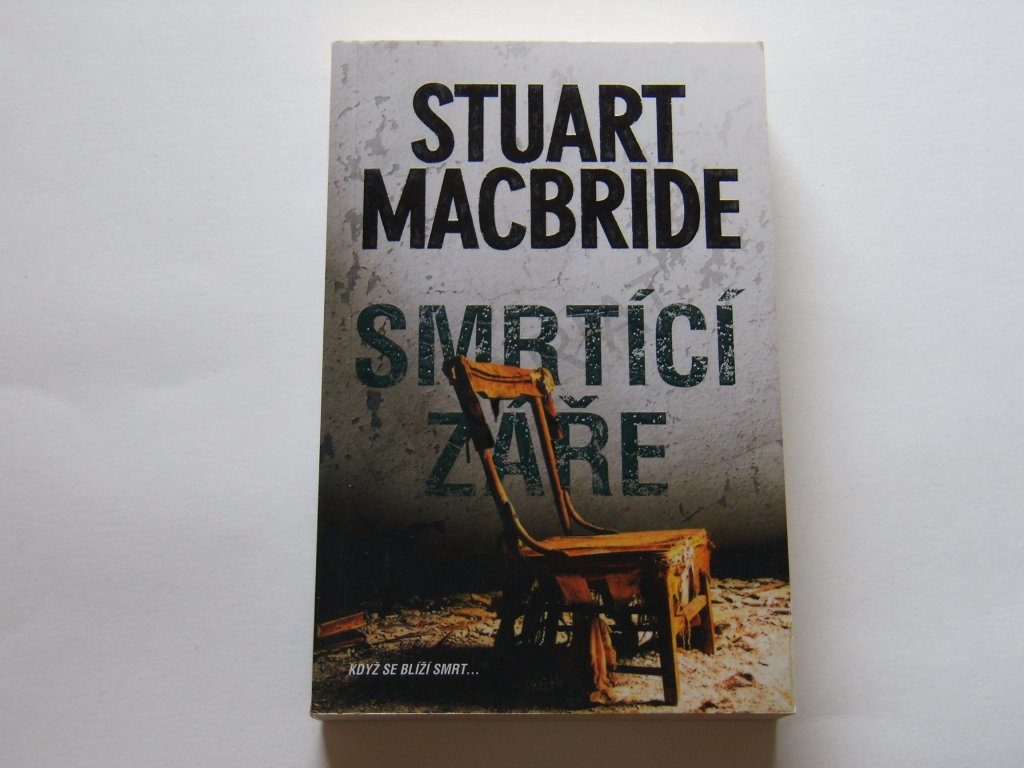 STUART
MACBRIDE
SMRTÍCÍ
ZÁŘE
KDYŽ SE BLÍŽÍ SMRT...